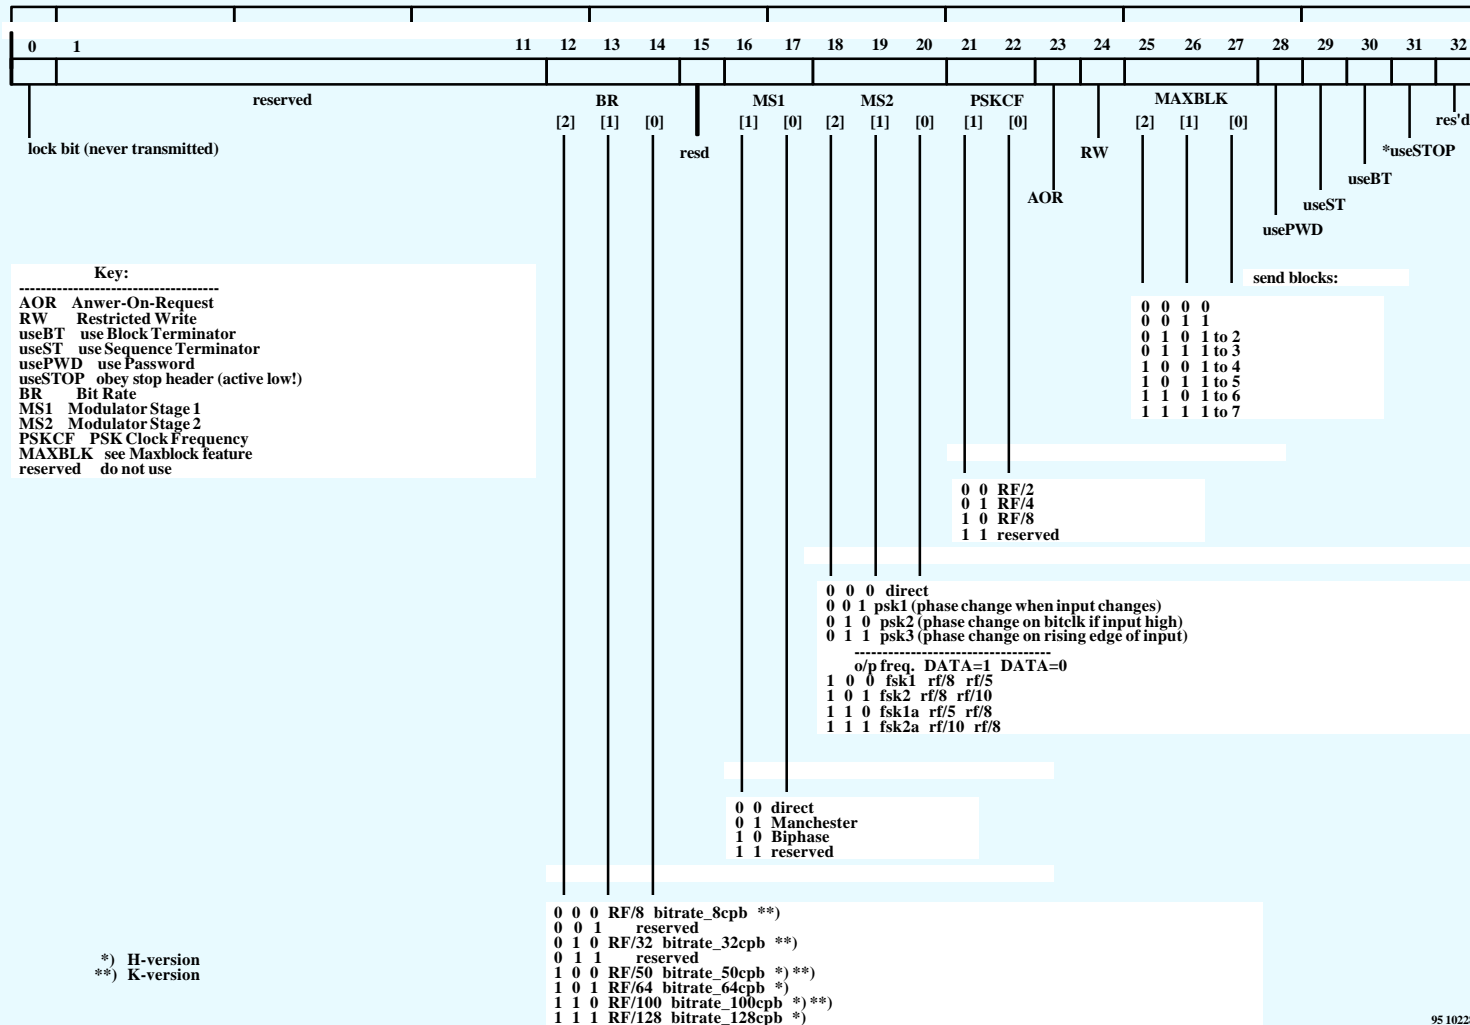 0 1 11 12 13 14 15 16 17 18 19 20 21 22 23 24 25 26 27 28 29 30 31 32
reserved BR MS1 MS2 PSKCF MAXBLK
[2] [1] [0] [1] [0] [2] [1] [0] [1] [0] [2] [1] [0] res'd
lock bit (never transmitted) resd RW *useSTOP
useBT
AOR useST
usePWD
Key:
-------------------------------------
AOR Anwer-On-Request
RW Restricted Write
useBT use Block Terminator
useST use Sequence Terminator
usePWD use Password
useSTOP obey stop header (active low!)
BR Bit Rate
MS1 Modulator Stage 1
MS2 Modulator Stage 2
PSKCF PSK Clock Frequency
MAXBLK see Maxblock feature
reserved do not use
send blocks:
0 0 0 0
0 0 1 1
0 1 0 1 to 2
0 1 1 1 to 3
1 0 0 1 to 4
1 0 1 1 to 5
1 1 0 1 to 6
1 1 1 1 to 7
0 0 RF/2
0 1 RF/4
1 0 RF/8
1 1 reserved
0 0 0 direct
0 0 1 psk1 (phase change when input changes)
0 1 0 psk2 (phase change on bitclk if input high)
0 1 1 psk3 (phase change on rising edge of input)
------------------------------------
o/p freq. DATA=1 DATA=0
1 0 0 fsk1 rf/8 rf/5
1 0 1 fsk2 rf/8 rf/10
1 1 0 fsk1a rf/5 rf/8
1 1 1 fsk2a rf/10 rf/8
0 0 direct
0 1 Manchester
1 0 Biphase
1 1 reserved
0 0 0 RF/8 bitrate_8cpb **)
0 0 1 reserved
0 1 0 RF/32 bitrate_32cpb **)
0 1 1 reserved
1 0 0 RF/50 bitrate_50cpb *) **)
1 0 1 RF/64 bitrate_64cpb *)
1 1 0 RF/100 bitrate_100cpb *) **)
1 1 1 RF/128 bitrate_128cpb *)
*) H-version
**) K-version
95 10228